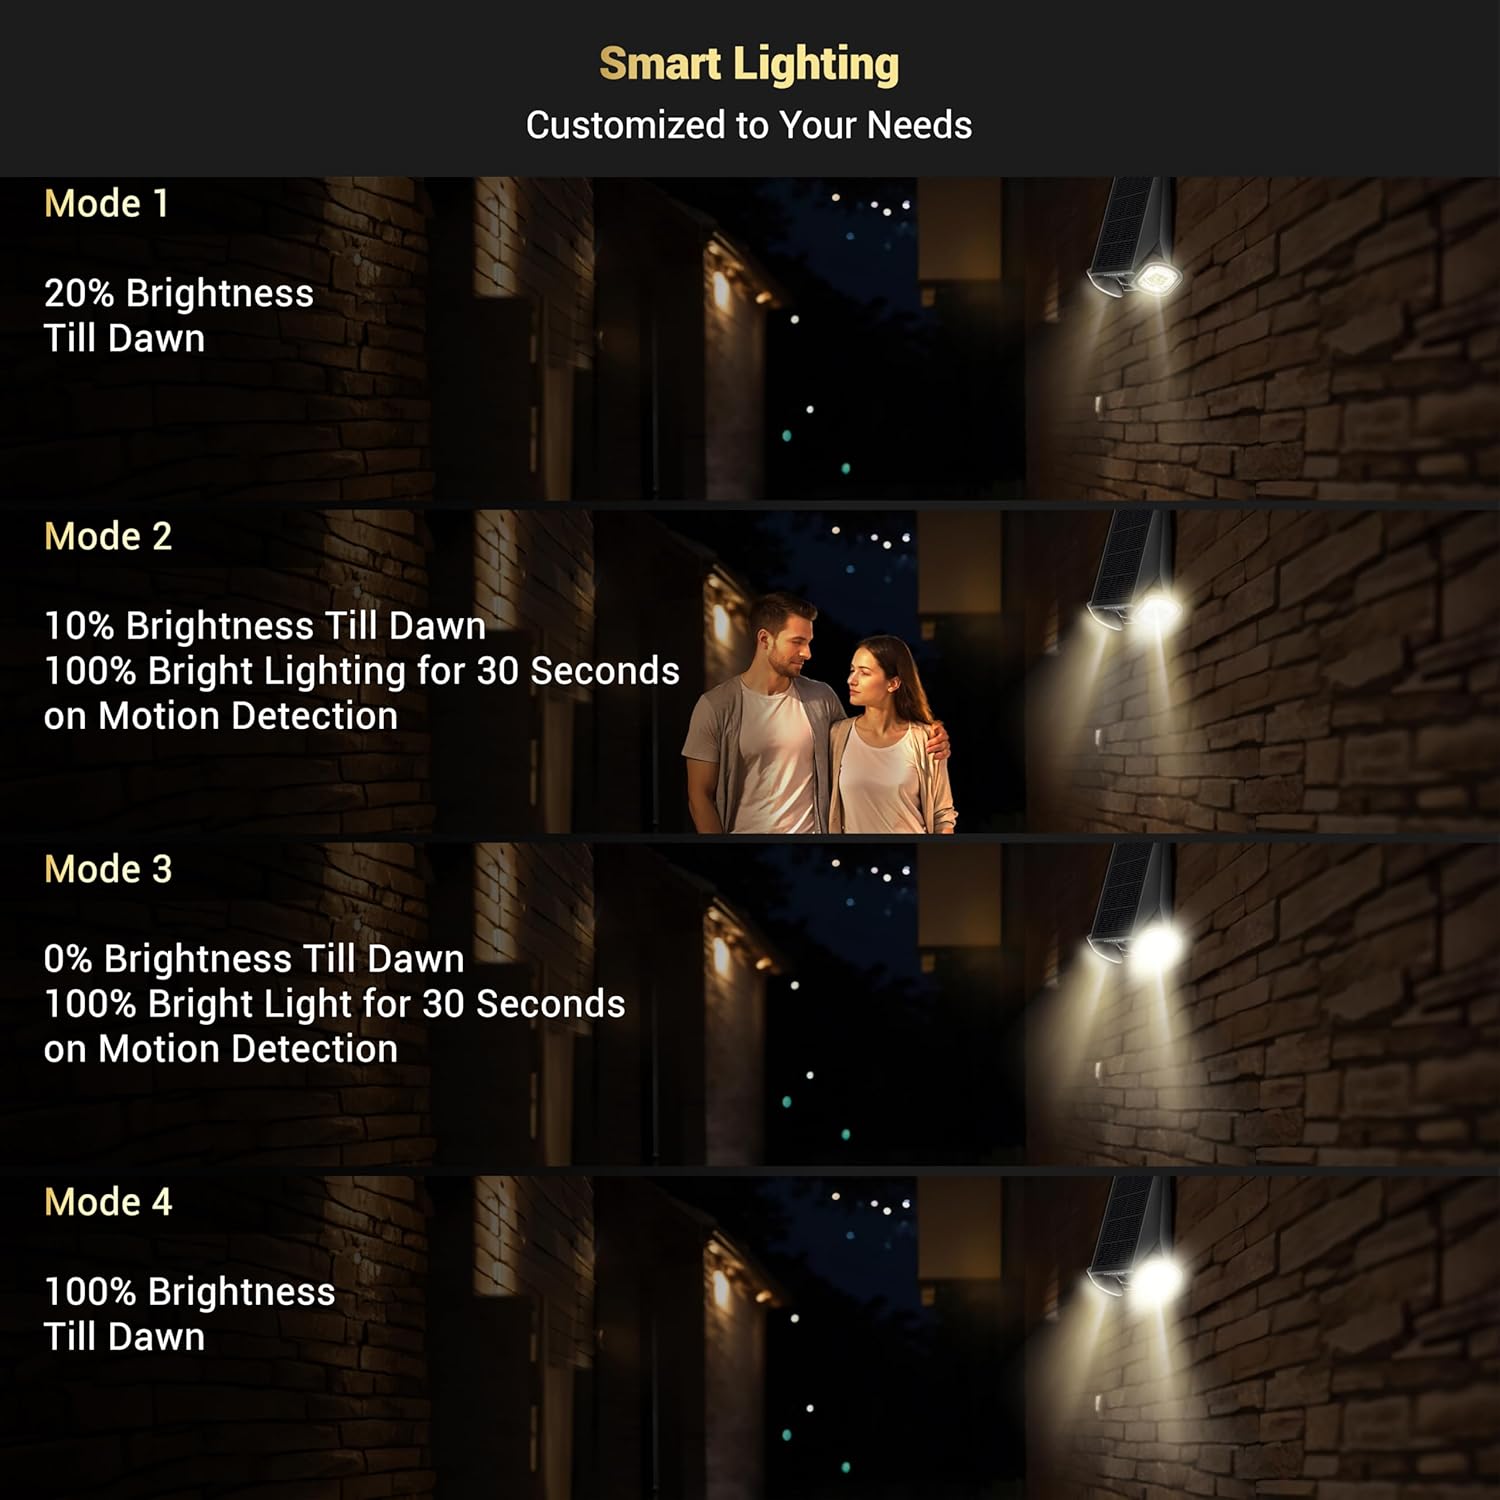 Smart Lighting
Customized to Your Needs
Mode 1
20% Brightness
Till Dawn
Mode 2
10% Brightness Till Dawn
100% Bright Lighting for 30 Seconds
on Motion Detection
Mode 3
0% Brightness Till Dawn
100% Bright Light for 30 Seconds
on Motion Detection
Mode 4
100% Brightness
Till Dawn